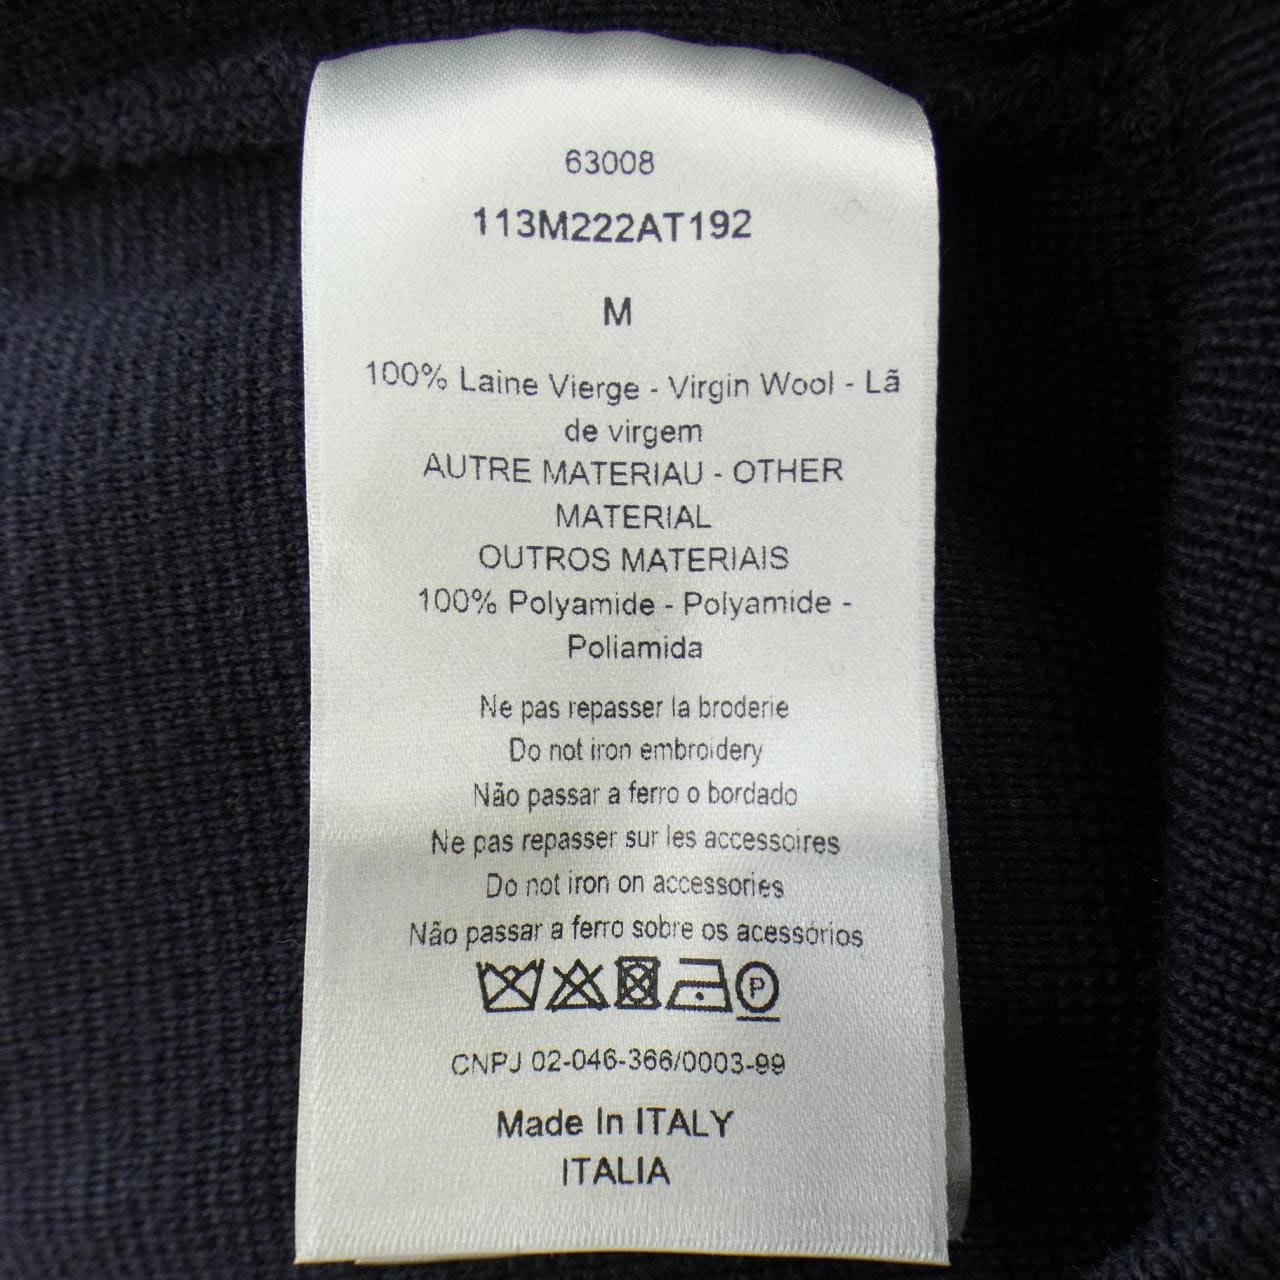 63008
113M222AT192
M
100% Laine Vierge - Virgin Wool - Lã
de virgem
AUTRE MATERIAU - OTHER
MATERIAL
OUTROS MATERIAIS
100% Polyamide - Polyamide -
Poliamida
Ne pas repasser la broderie
Do not iron embroidery
Não passar a ferro o bordado
Ne pas repasser sur les accessoires
Do not iron on accessories
Não passar a ferro sobre os acessórios
P
CNPJ 02-046-366/0003-99
Made In ITALY
ITALIA